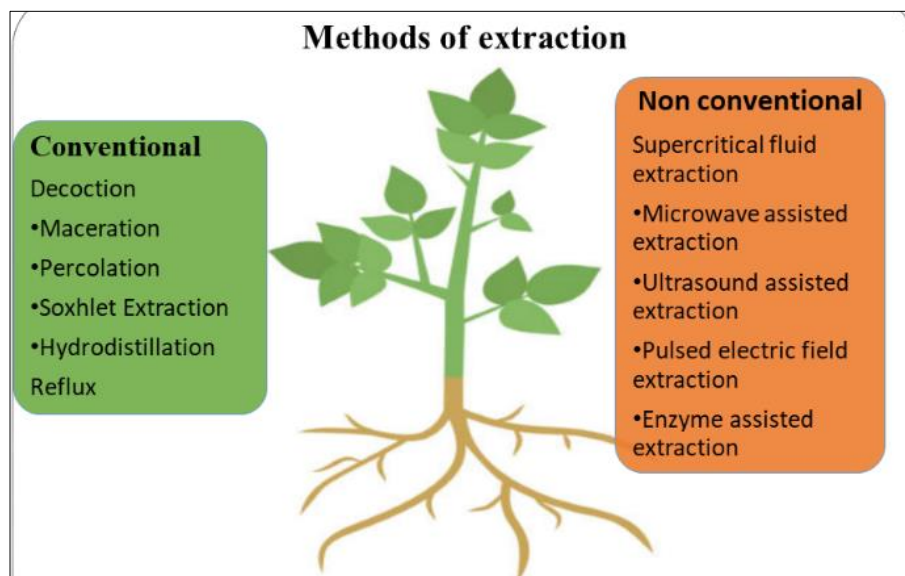 Methods of extraction
Conventional
Decoction
•Maceration
•Percolation
•Soxhlet Extraction
•Hydrodistillation
Reflux
Non conventional
Supercritical fluid
extraction
•Microwave assisted
extraction
•Ultrasound assisted
extraction
•Pulsed electric field
extraction
•Enzyme assisted
extraction